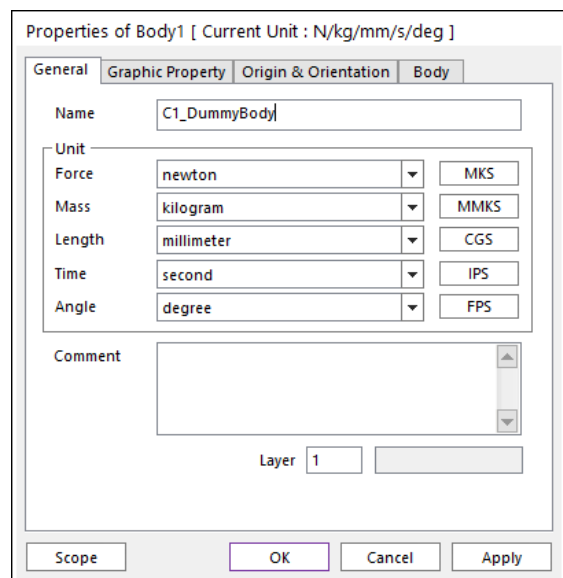 Properties of Body1 [ Current Unit : N/kg/mm/s/deg ]
General Graphic Property Origin & Orientation Body
Name C1_DummyBody
Unit
Force newton MKS
Mass kilogram MMKS
Length millimeter CGS
Time second IPS
Angle degree FPS
Comment
Layer 1
Scope OK Cancel Apply